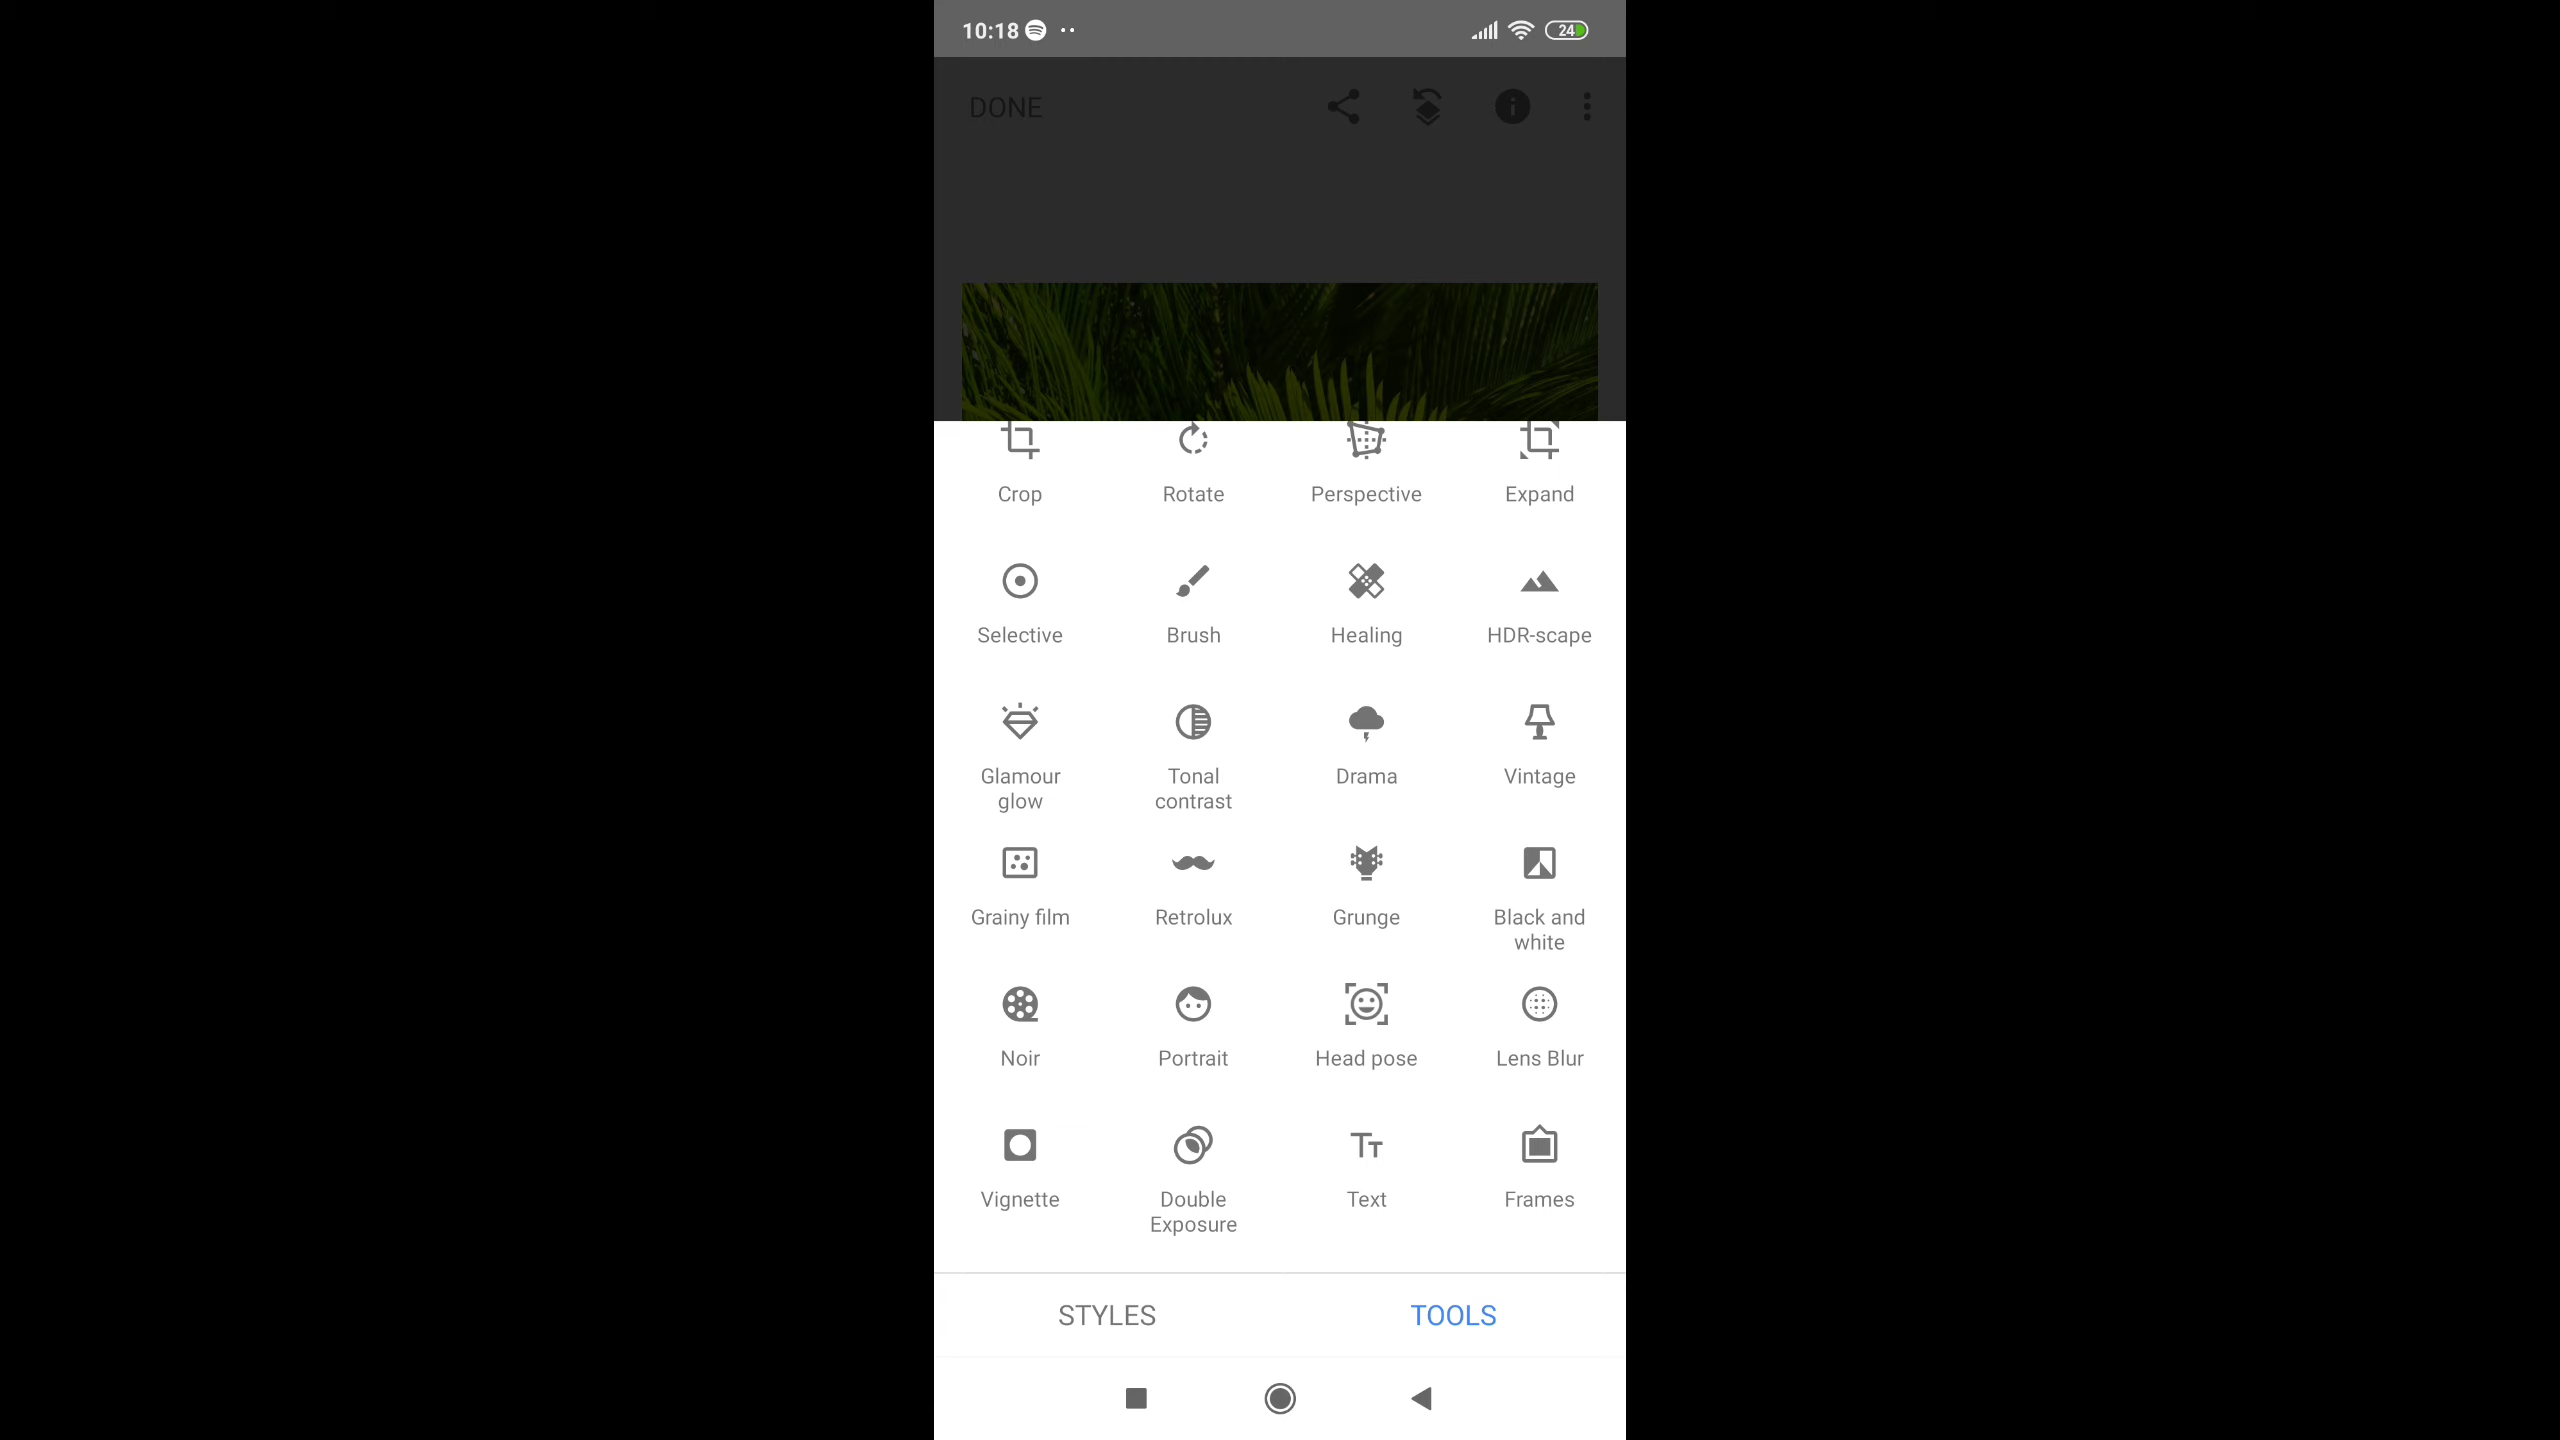 10:18
24
DONE
Crop Rotate Perspective Expand
Selective Brush Healing HDR-scape
Glamour glow Tonal contrast Drama Vintage
Grainy film Retrolux Grunge Black and white
Noir Portrait Head pose Lens Blur
Vignette Double Exposure Text Frames
STYLES TOOLS